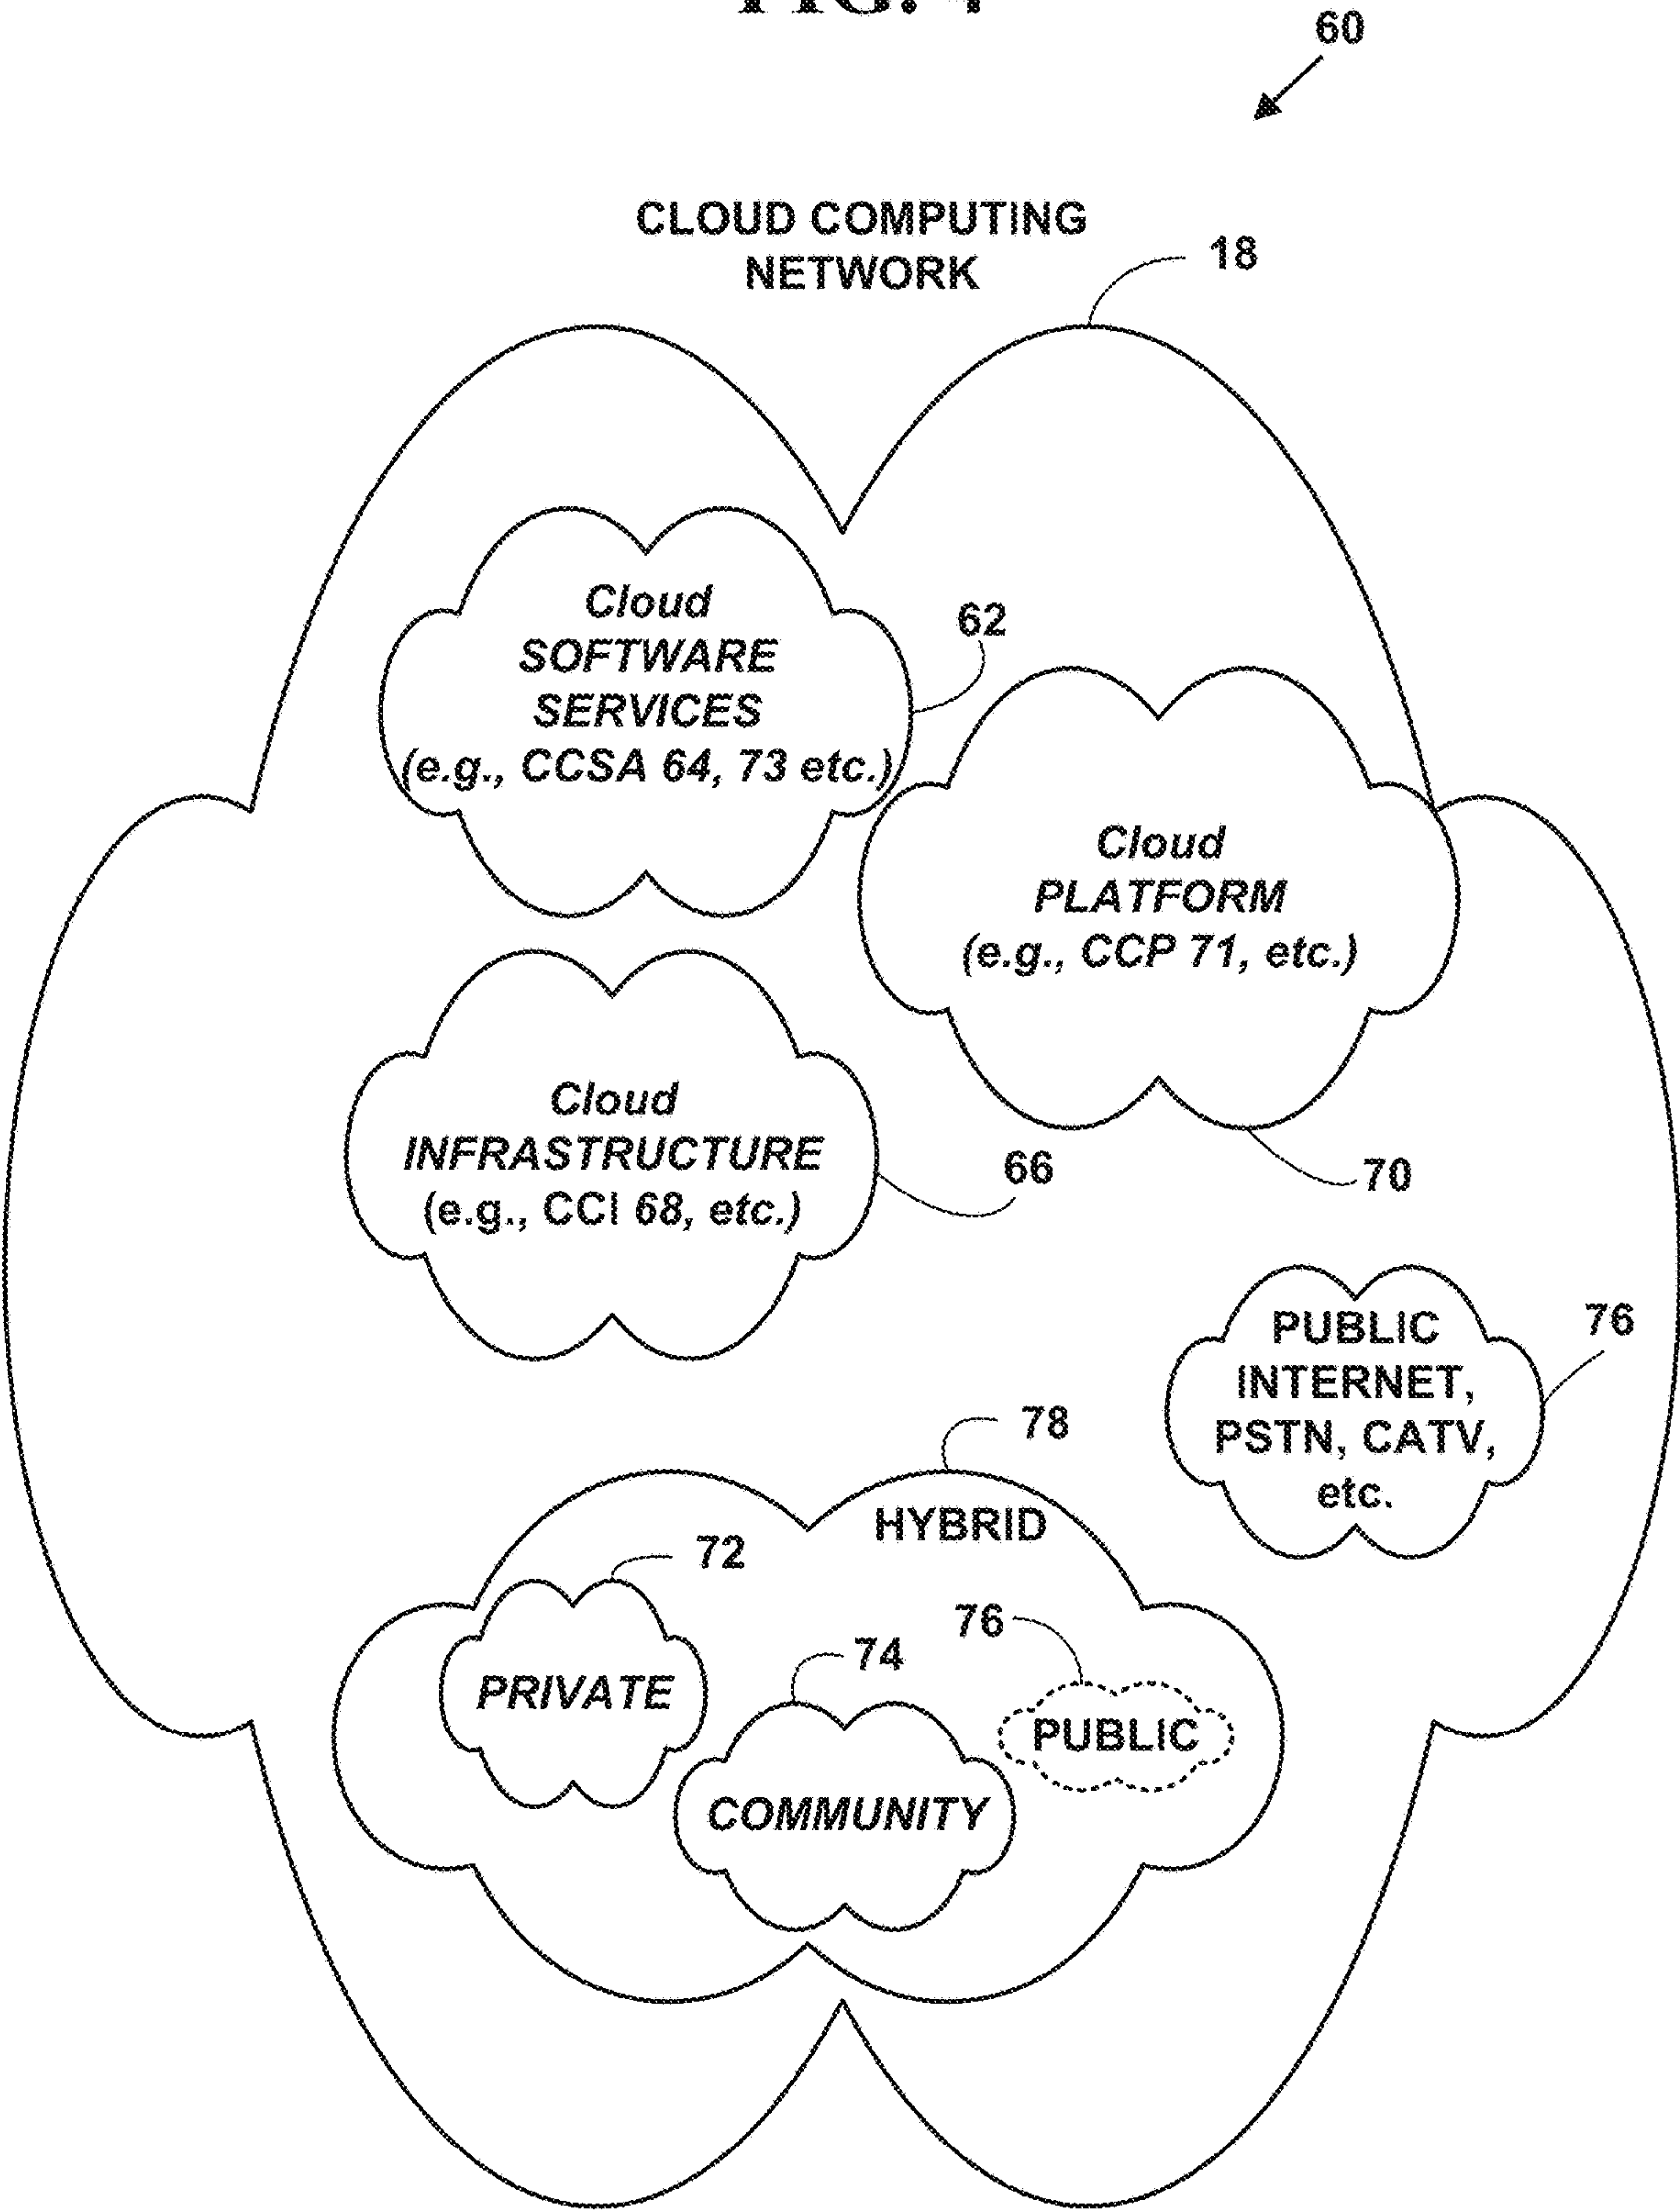 FIG. 4
60
CLOUD COMPUTING
NETWORK
18
Cloud
SOFTWARE
SERVICES
(e.g., CCSA 64, 73 etc.)
62
Cloud
PLATFORM
(e.g., CCP 71, etc.)
70
Cloud
INFRASTRUCTURE
(e.g., CCI 68, etc.)
66
PUBLIC
INTERNET,
PSTN, CATV,
etc.
76
78
HYBRID
72
PRIVATE
74
COMMUNITY
76
PUBLIC